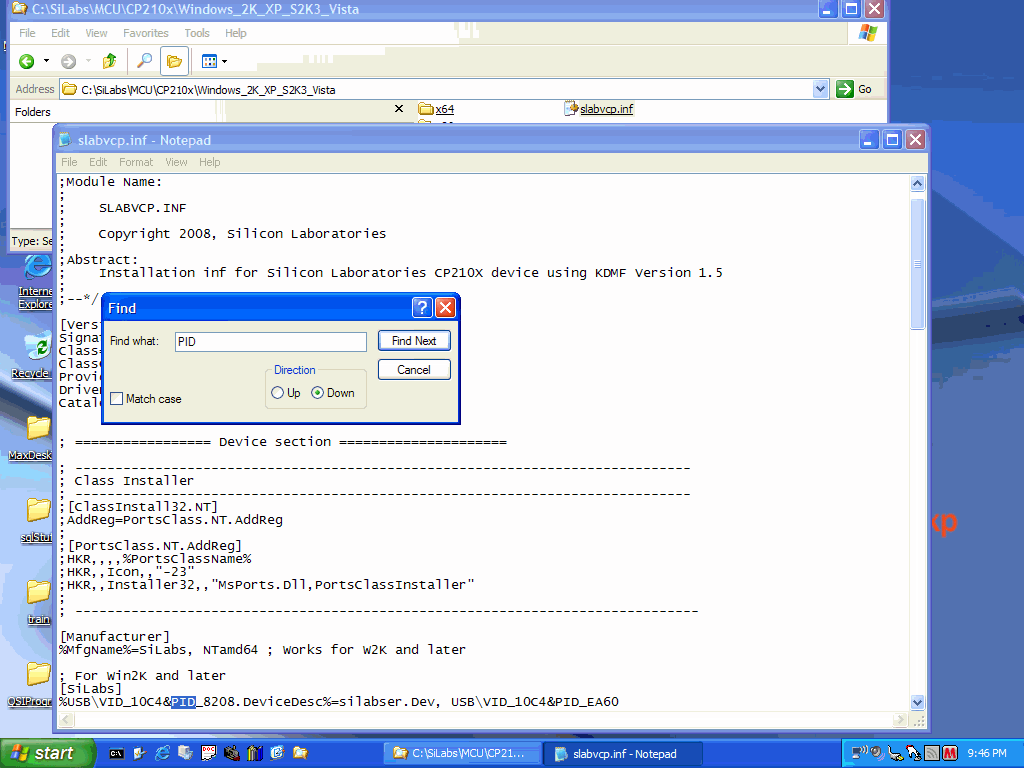 C:\SiLabs\MCU\CP210x\Windows_2K_XP_S2K3_Vista
File Edit View Favorites Tools Help
Address C:\SiLabs\MCU\CP210x\Windows_2K_XP_S2K3_Vista Go
Folders
x64
slabvcp.inf
Type: Se
slabvcp.inf - Notepad
File Edit Format View Help
;Module Name:
;
; SLABVCP.INF
;
; Copyright 2008, Silicon Laboratories
;
;Abstract:
; Installation inf for Silicon Laboratories CP210X device using KDMF Version 1.5
;
;--*/
[Versi
Signa
Class=
Class
Provi
Driver
Catal
Find
Find what: PID Find Next
Cancel
Direction
Up Down
Match case
; ================= Device section =====================
; -----------------------------------------------------------------------------
; Class Installer
; -----------------------------------------------------------------------------
;[ClassInstall32.NT]
;AddReg=PortsClass.NT.AddReg
;
;[PortsClass.NT.AddReg]
;HKR,,,,%PortsClassName%
;HKR,,Icon,,"-23"
;HKR,,Installer32,,"MsPorts.Dll,PortsClassInstaller"
;
; ------------------------------------------------------------------------------
[Manufacturer]
%MfgName%=SiLabs, NTamd64 ; Works for W2K and later
; For Win2K and later
[SiLabs]
%USB\VID_10C4&PID_8208.DeviceDesc%=silabser.Dev, USB\VID_10C4&PID_EA60
Interne
Explore
Recycle
MaxDesk
sqlStuf
train
QSIProgr
xp
start
C:\SiLabs\MCU\CP21...
slabvcp.inf - Notepad
9:46 PM